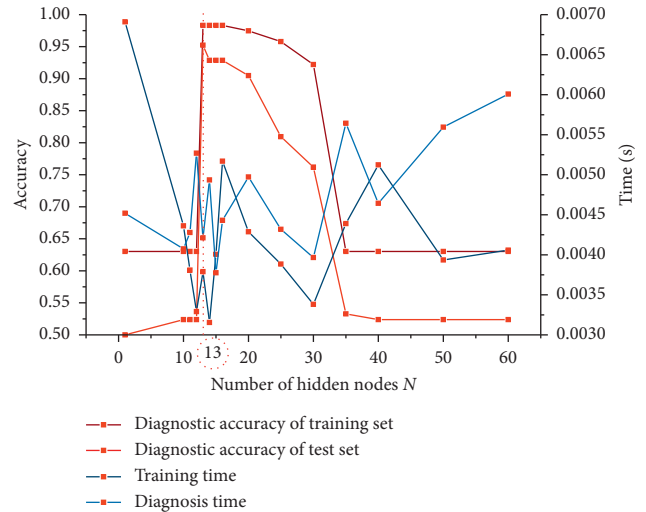 1.00
0.95
0.90
0.85
0.80
0.75
0.70
0.65
0.60
0.55
0.50
Accuracy
0.0070
0.0065
0.0060
0.0055
0.0050
0.0045
0.0040
0.0035
0.0030
Time (s)
0 10 20 30 40 50 60
13
Number of hidden nodes N
Diagnostic accuracy of training set
Diagnostic accuracy of test set
Training time
Diagnosis time